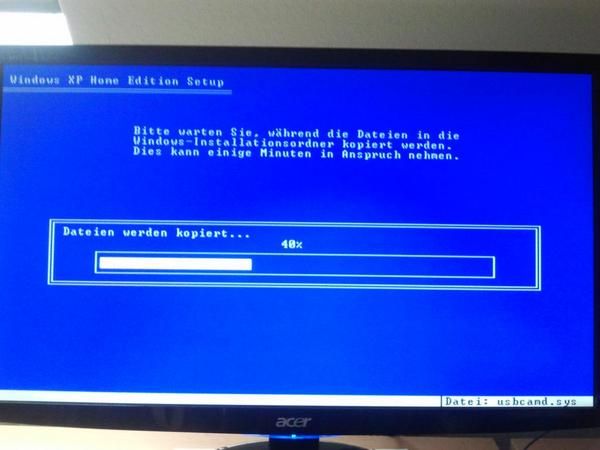 Windows XP Home Edition Setup
Bitte warten Sie, während die Dateien in die
Windows-Installationsordner kopiert werden.
Dies kann einige Minuten in Anspruch nehmen.
Dateien werden kopiert...
40%
Datei: usbcamd.sys
acer